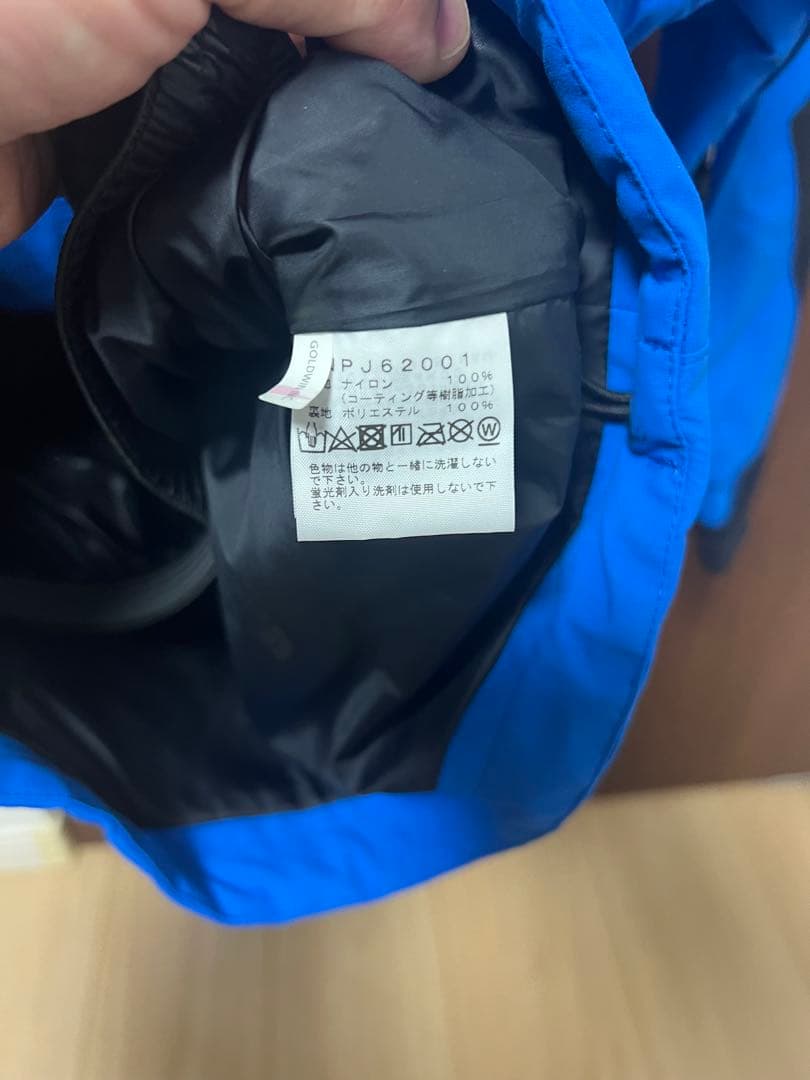 GOLDWIN
NPJ62001
地 ナイロン 100%
(コーティング等樹脂加工)
裏地 ポリエステル 100%
W
色物は他の物と一緒に洗濯しない
で下さい。
蛍光剤入り洗剤は使用しないで下
さい。